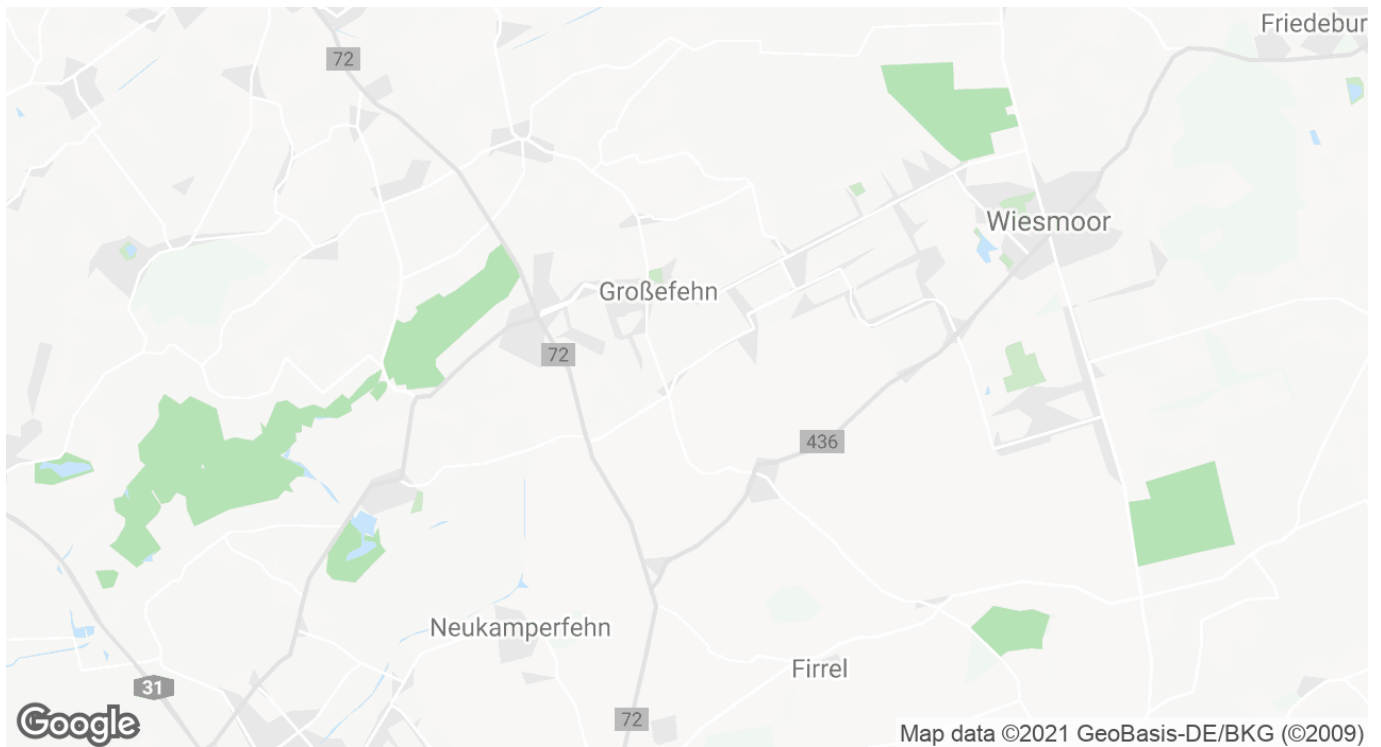 Friedebur
72
Wiesmoor
Großefehn
72
436
Neukamperfehn
Firrel
31
72
Google
Map data ©2021 GeoBasis-DE/BKG (©2009)